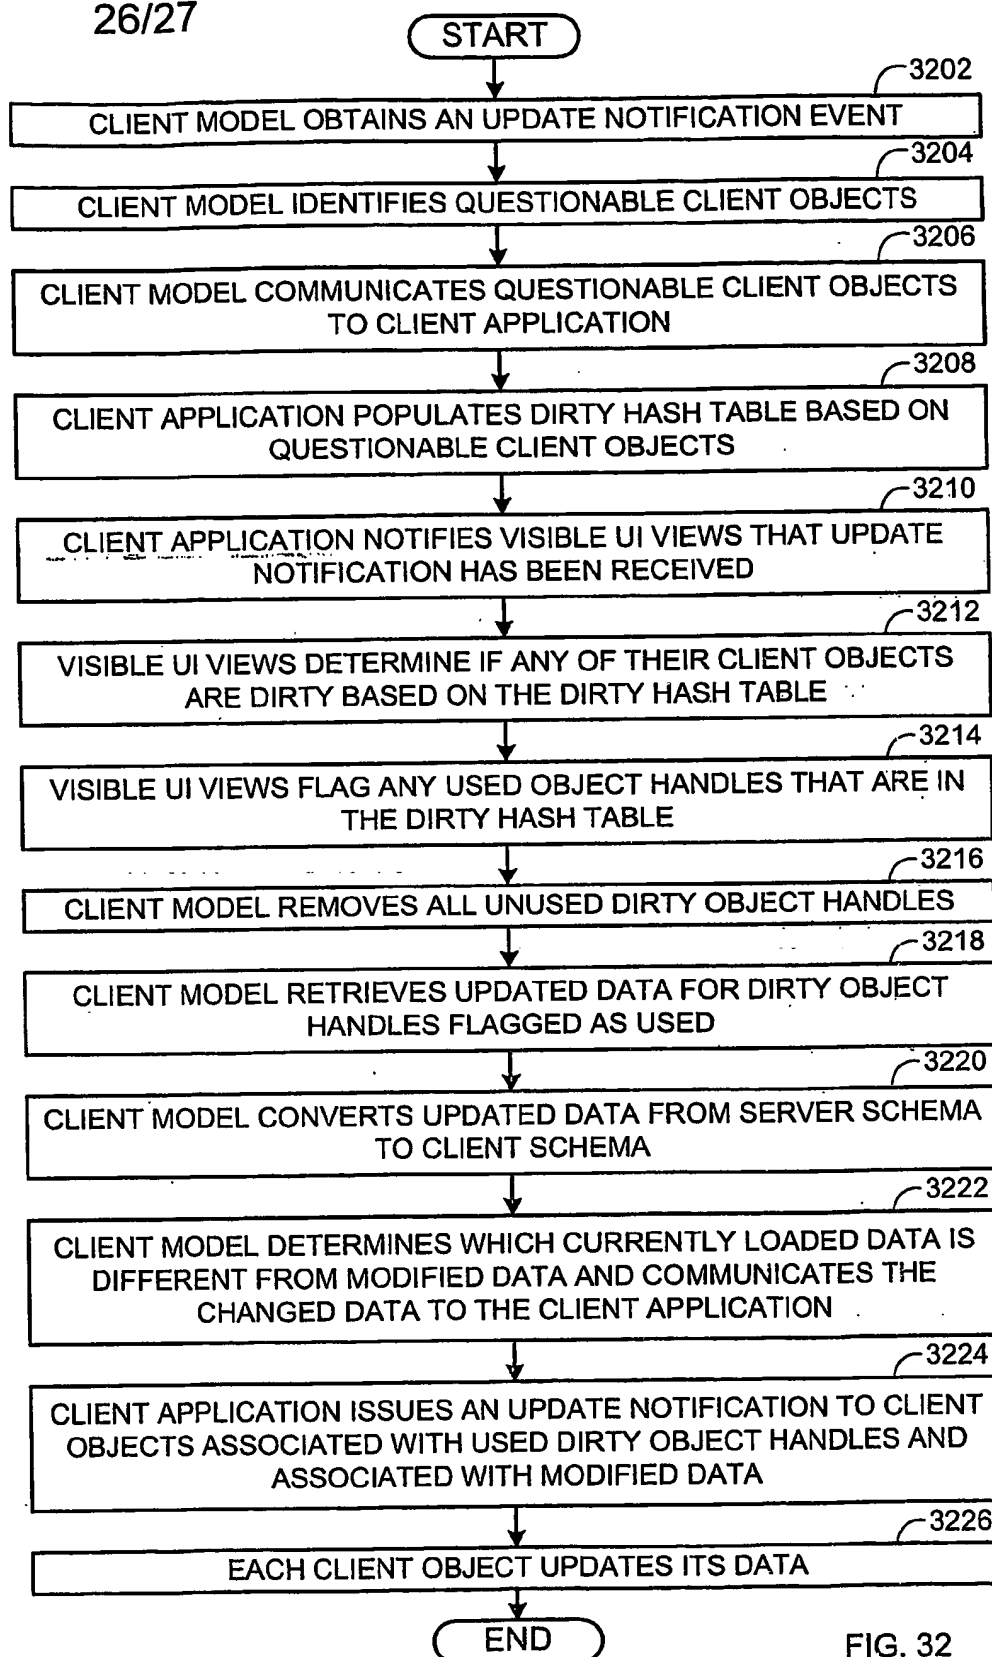 26/27
START
3202
CLIENT MODEL OBTAINS AN UPDATE NOTIFICATION EVENT
3204
CLIENT MODEL IDENTIFIES QUESTIONABLE CLIENT OBJECTS
3206
CLIENT MODEL COMMUNICATES QUESTIONABLE CLIENT OBJECTS
TO CLIENT APPLICATION
3208
CLIENT APPLICATION POPULATES DIRTY HASH TABLE BASED ON
QUESTIONABLE CLIENT OBJECTS
3210
CLIENT APPLICATION NOTIFIES VISIBLE UI VIEWS THAT UPDATE
NOTIFICATION HAS BEEN RECEIVED
3212
VISIBLE UI VIEWS DETERMINE IF ANY OF THEIR CLIENT OBJECTS
ARE DIRTY BASED ON THE DIRTY HASH TABLE
3214
VISIBLE UI VIEWS FLAG ANY USED OBJECT HANDLES THAT ARE IN
THE DIRTY HASH TABLE
3216
CLIENT MODEL REMOVES ALL UNUSED DIRTY OBJECT HANDLES
3218
CLIENT MODEL RETRIEVES UPDATED DATA FOR DIRTY OBJECT
HANDLES FLAGGED AS USED
3220
CLIENT MODEL CONVERTS UPDATED DATA FROM SERVER SCHEMA
TO CLIENT SCHEMA
3222
CLIENT MODEL DETERMINES WHICH CURRENTLY LOADED DATA IS
DIFFERENT FROM MODIFIED DATA AND COMMUNICATES THE
CHANGED DATA TO THE CLIENT APPLICATION
3224
CLIENT APPLICATION ISSUES AN UPDATE NOTIFICATION TO CLIENT
OBJECTS ASSOCIATED WITH USED DIRTY OBJECT HANDLES AND
ASSOCIATED WITH MODIFIED DATA
3226
EACH CLIENT OBJECT UPDATES ITS DATA
END
FIG. 32